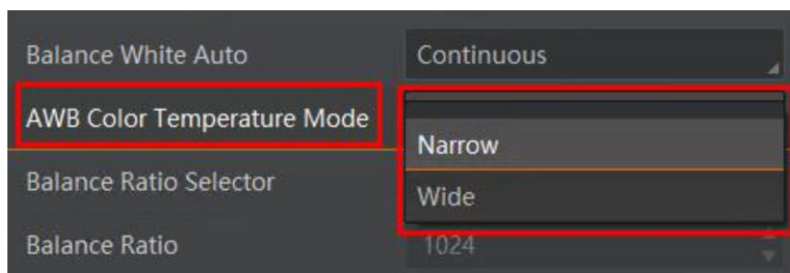 Balance White Auto Continuous
AWB Color Temperature Mode
Narrow
Balance Ratio Selector
Wide
Balance Ratio 1024